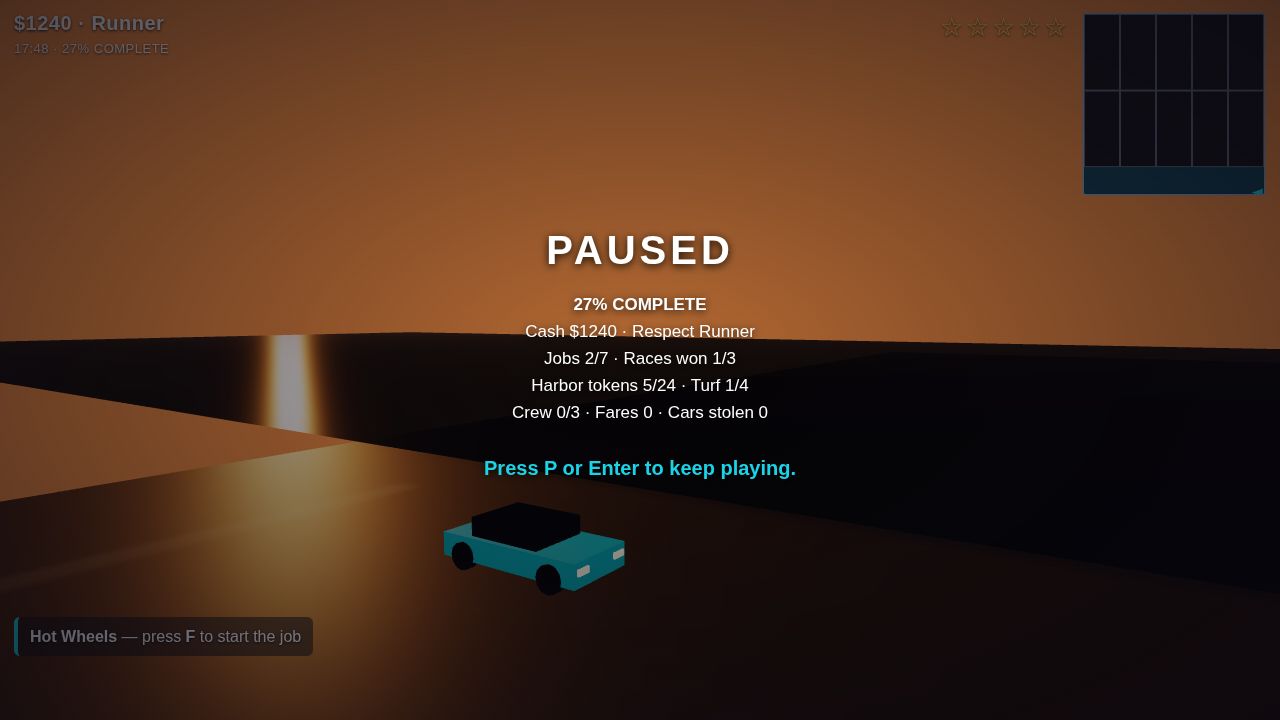 $1240 · Runner
17:48 · 27% COMPLETE
☆☆☆☆☆
PAUSED
27% COMPLETE
Cash $1240 · Respect Runner
Jobs 2/7 · Races won 1/3
Harbor tokens 5/24 · Turf 1/4
Crew 0/3 · Fares 0 · Cars stolen 0
Press P or Enter to keep playing.
Hot Wheels — press F to start the job